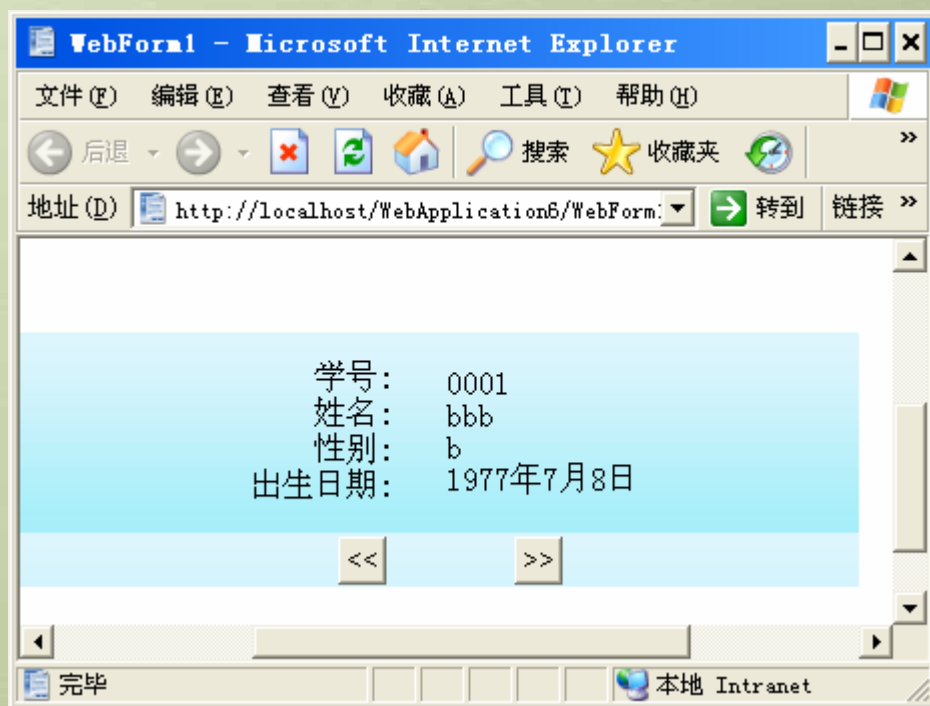 WebForm1 - Microsoft Internet Explorer
文件(F) 编辑(E) 查看(V) 收藏(A) 工具(T) 帮助(H)
后退 搜索 收藏夹 »
地址(D) http://localhost/WebApplication6/WebForm 转到 链接 »
学号: 0001
姓名: bbb
性别: b
出生日期: 1977年7月8日
<< >>
完毕 本地 Intranet